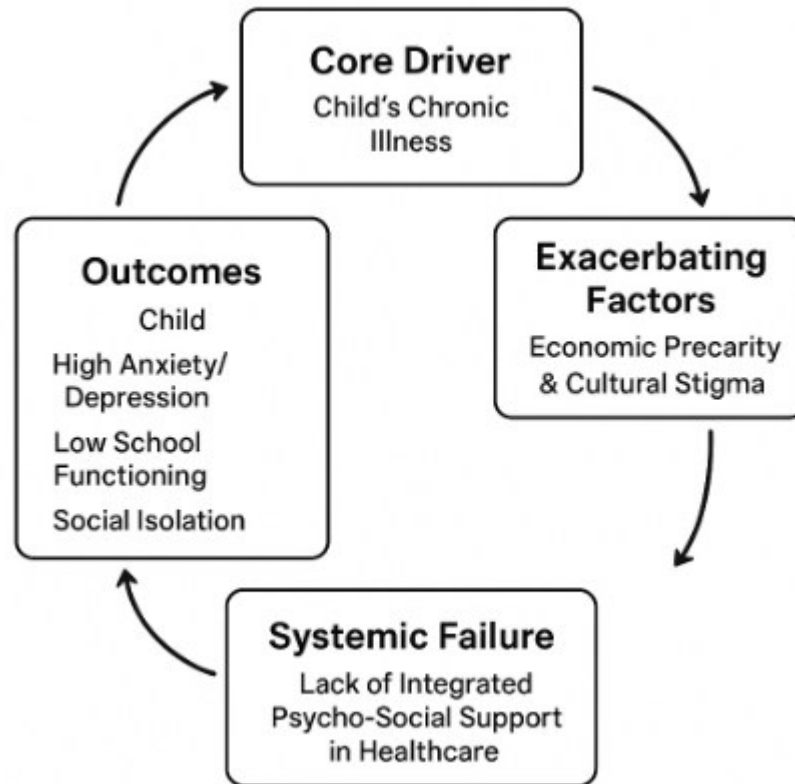 Core Driver
Child's Chronic
Illness
Exacerbating
Factors
Economic Precarity
& Cultural Stigma
Systemic Failure
Lack of Integrated
Psycho-Social Support
in Healthcare
Outcomes
Child
High Anxiety/
Depression
Low School
Functioning
Social Isolation